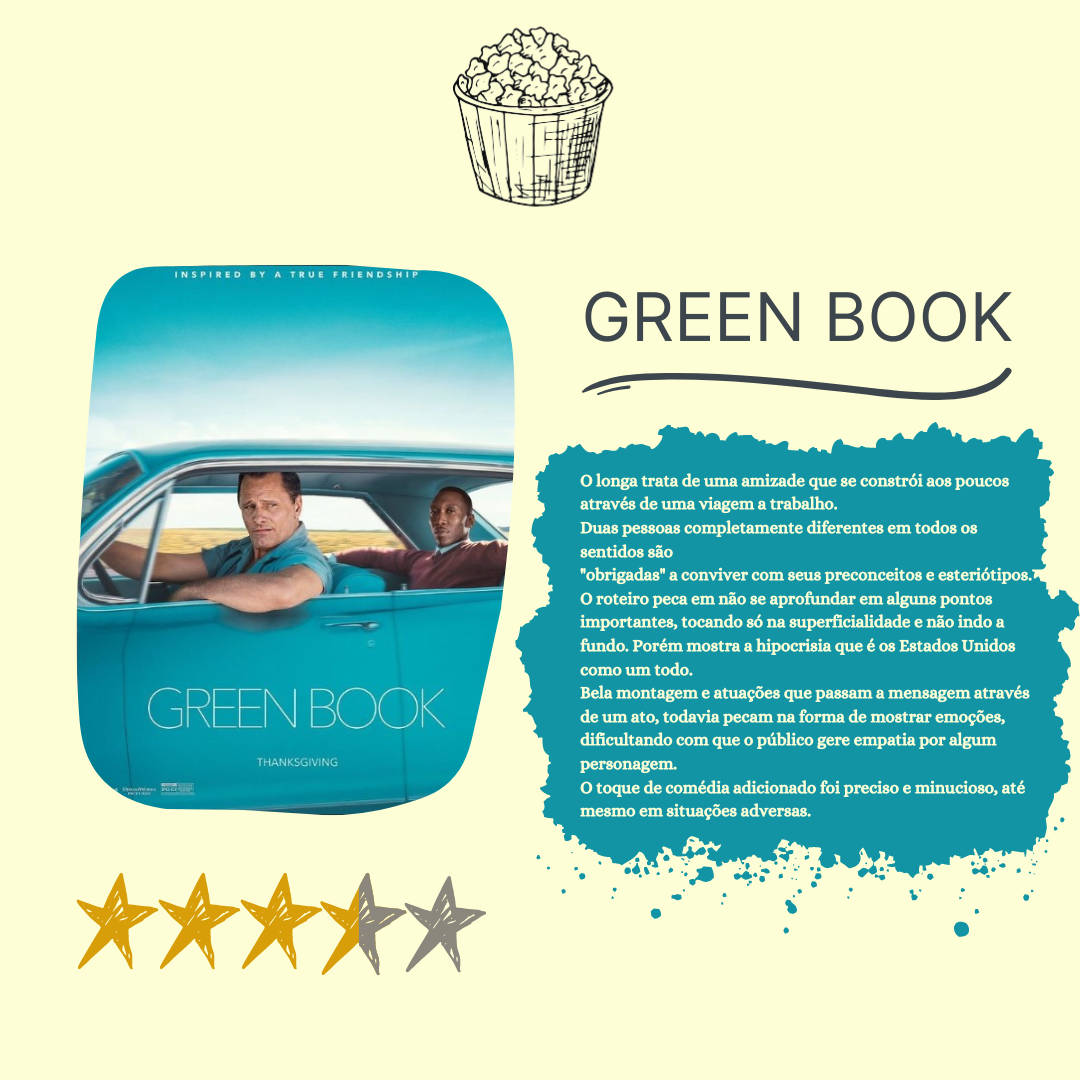 INSPIRED BY A TRUE FRIENDSHIP
GREEN BOOK
THANKSGIVING
GREEN BOOK
O longa trata de uma amizade que se constrói aos poucos
através de uma viagem a trabalho.
Duas pessoas completamente diferentes em todos os
sentidos são
"obrigadas" a conviver com seus preconceitos e esteriótipos.
O roteiro peca em não se aprofundar em alguns pontos
importantes, tocando só na superficialidade e não indo a
fundo. Porém mostra a hipocrisia que é os Estados Unidos
como um todo.
Bela montagem e atuações que passam a mensagem através
de um ato, todavia pecam na forma de mostrar emoções,
dificultando com que o público gere empatia por algum
personagem.
O toque de comédia adicionado foi preciso e minucioso, até
mesmo em situações adversas.